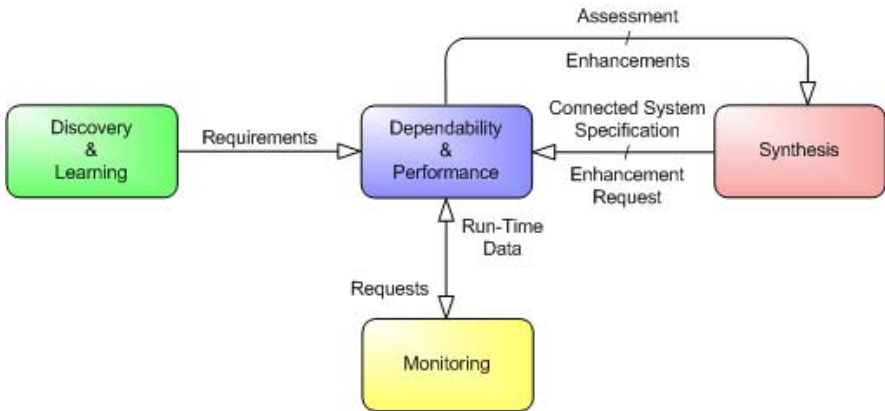 Assessment
Enhancements
Discovery
&
Learning
Requirements
Dependability
&
Performance
Connected System
Specification
Enhancement
Request
Synthesis
Run-Time
Data
Requests
Monitoring